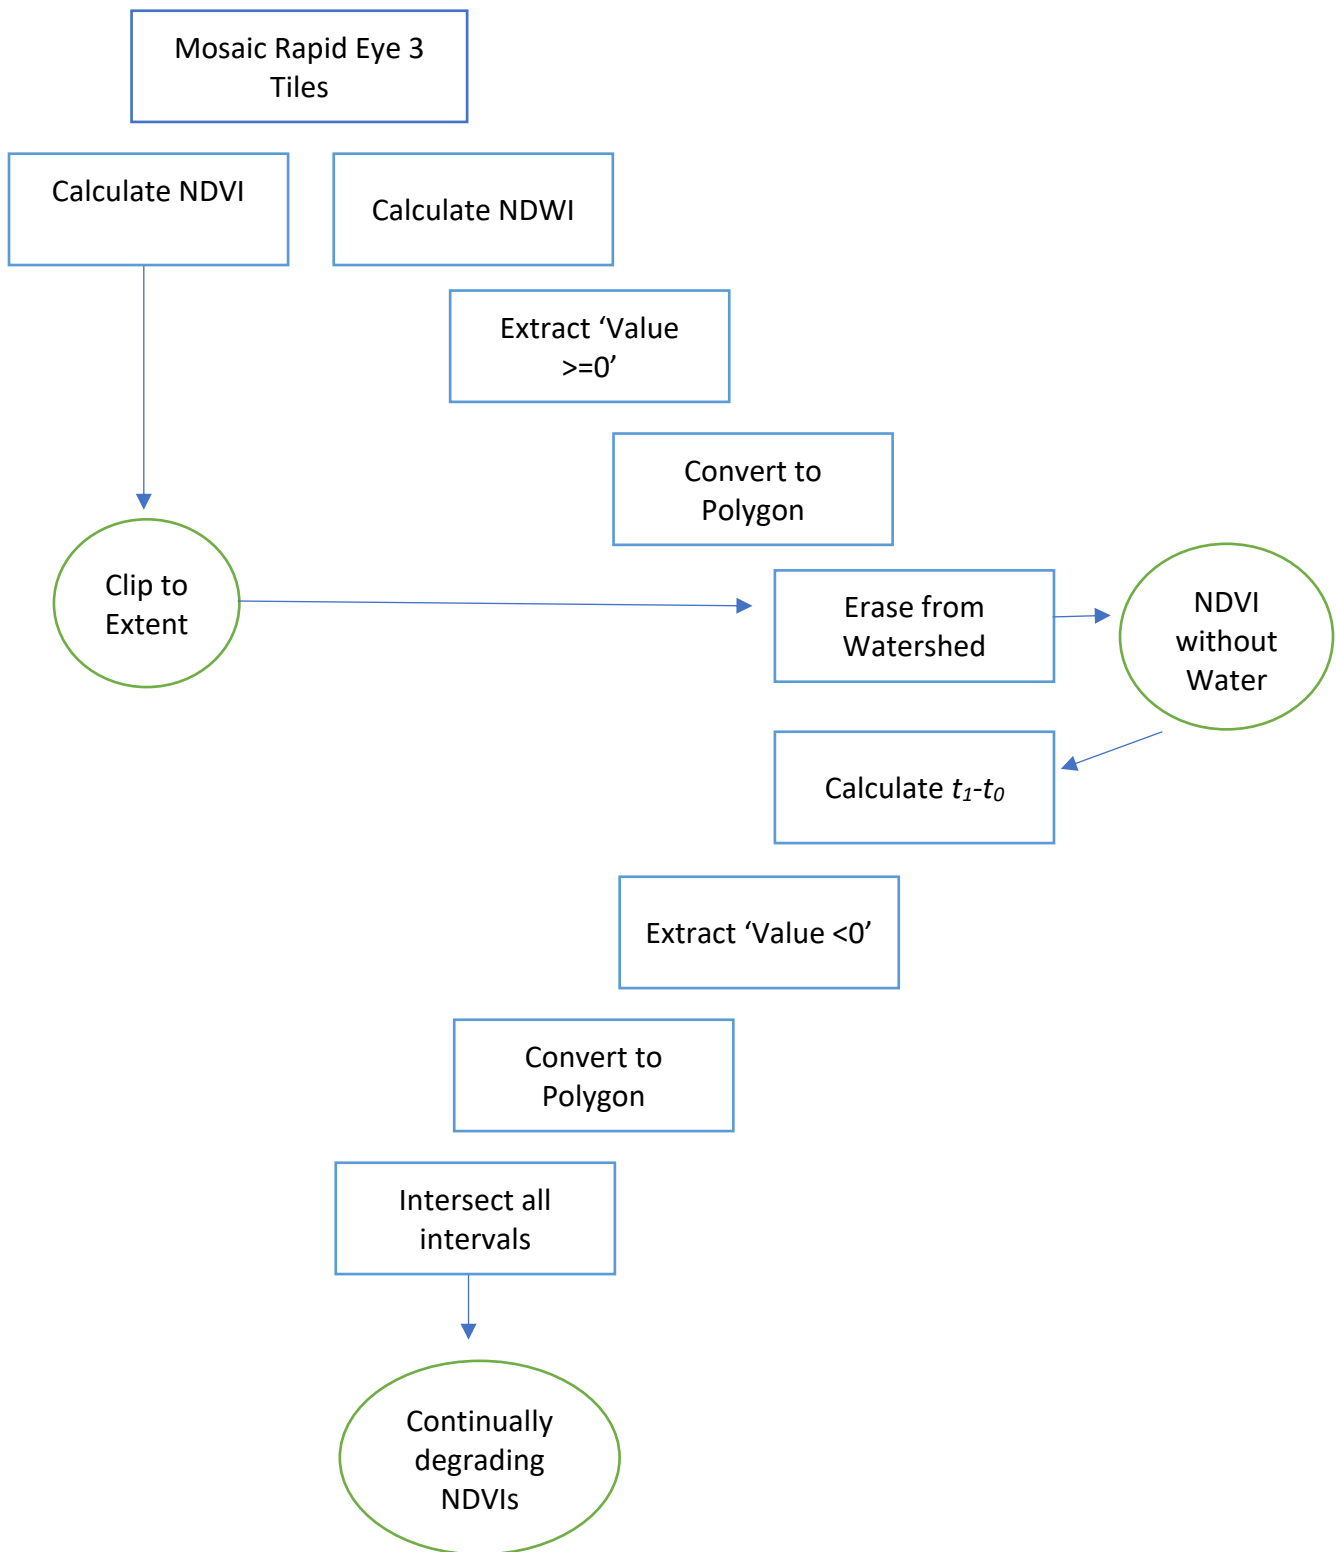 Mosaic Rapid Eye 3
Tiles
Calculate NDVI
Calculate NDWI
Extract ‘Value
>=0’
Convert to
Polygon
Clip to
Extent
Erase from
Watershed
NDVI
without
Water
Calculate t1-t0
Extract ‘Value <0’
Convert to
Polygon
Intersect all
intervals
Continually
degrading
NDVIs